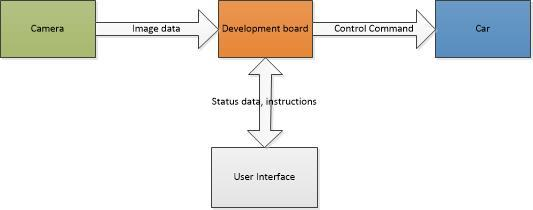 Camera
Image data
Development board
Control Command
Car
Status data, instructions
User Interface